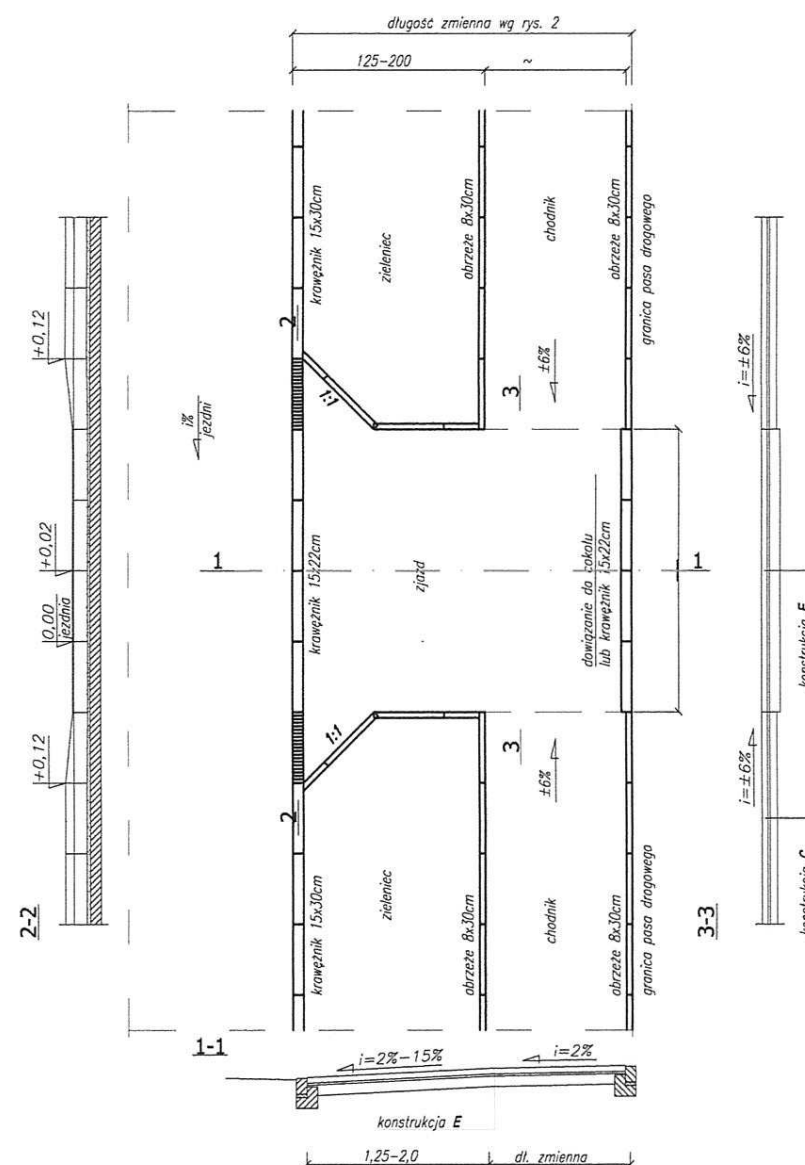 długość zmienna wg rys. 2
125-200
~
krawężnik 15x30cm
zieleniec
obrzeże 8x30cm
chodnik
obrzeże 8x30cm
granica pasa drogowego
+0,12
2
1:1
3
±6%
i=±6%
i%
jezdni
+0,02
0,00
jezdnia
1
krawężnik 15x22cm
zjazd
dowiązanie do cokołu
lub krawężnik 15x22cm
1
konstrukcja E
+0,12
2
1:1
3
±6%
i=±6%
2-2
krawężnik 15x30cm
zieleniec
obrzeże 8x30cm
chodnik
obrzeże 8x30cm
granica pasa drogowego
3-3
konstrukcja C
1-1
i=2%-15%
i=2%
konstrukcja E
1,25-2,0
dł. zmienna